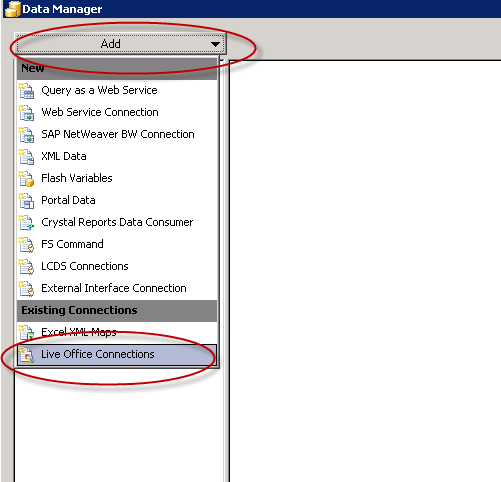 Data Manager
Add
New
Query as a Web Service
Web Service Connection
SAP NetWeaver BW Connection
XML Data
Flash Variables
Portal Data
Crystal Reports Data Consumer
FS Command
LCDS Connections
External Interface Connection
Existing Connections
Excel XML Maps
Live Office Connections